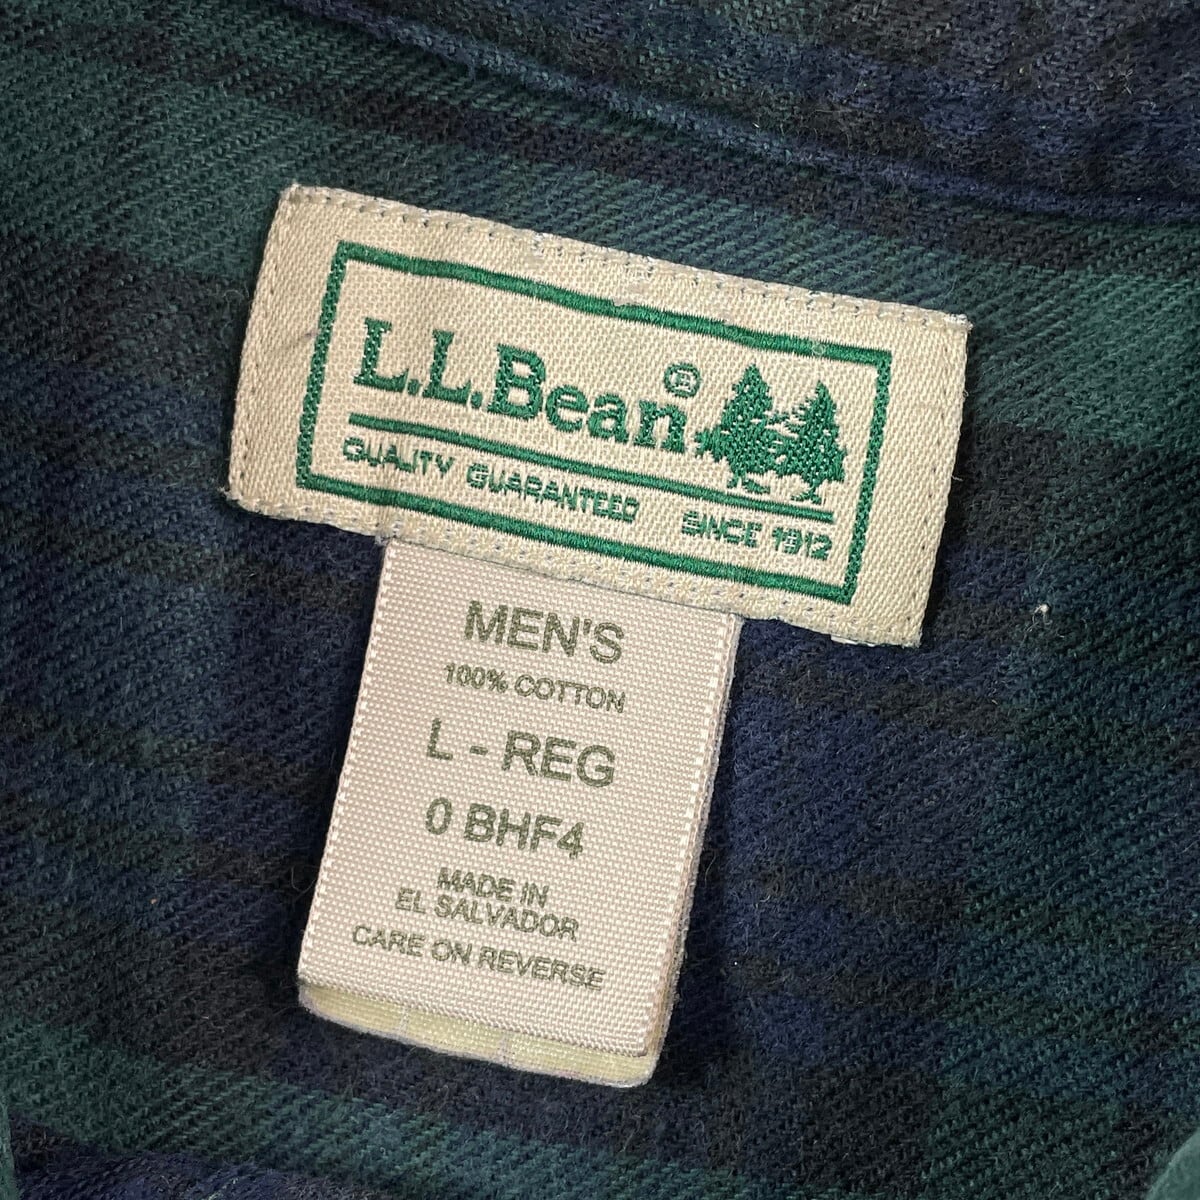 L.L.Bean®
QUALITY GUARANTEED SINCE 1912
MEN'S
100% COTTON
L - REG
0 BHF4
MADE IN
EL SALVADOR
CARE ON REVERSE